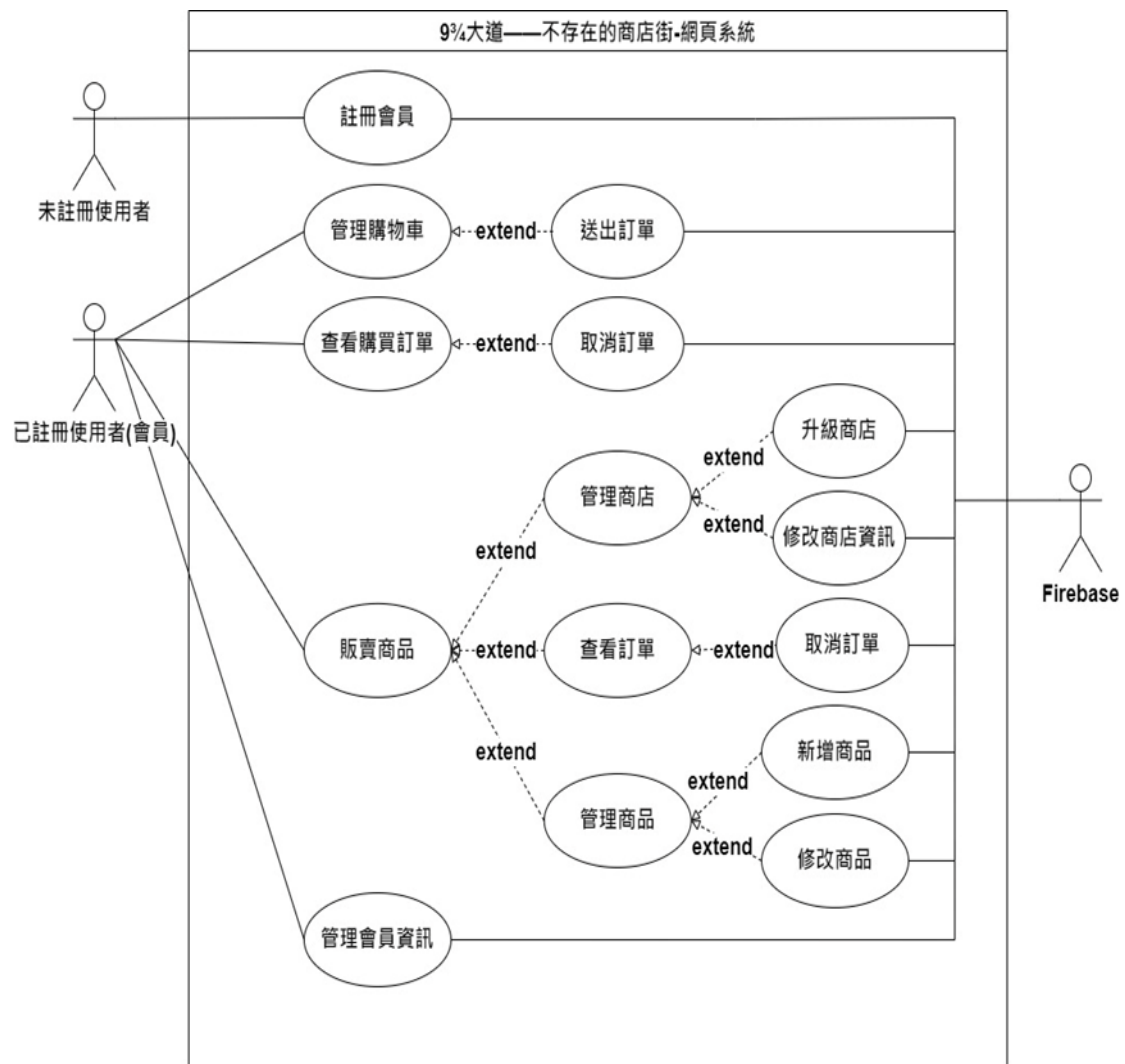 9¾大道——不存在的商店街-網頁系統
註冊會員
未註冊使用者
管理購物車
extend
送出訂單
查看購買訂單
extend
取消訂單
已註冊使用者(會員)
升級商店
extend
管理商店
extend
修改商店資訊
extend
Firebase
販賣商品
extend
查看訂單
extend
取消訂單
extend
新增商品
extend
管理商品
extend
修改商品
管理會員資訊